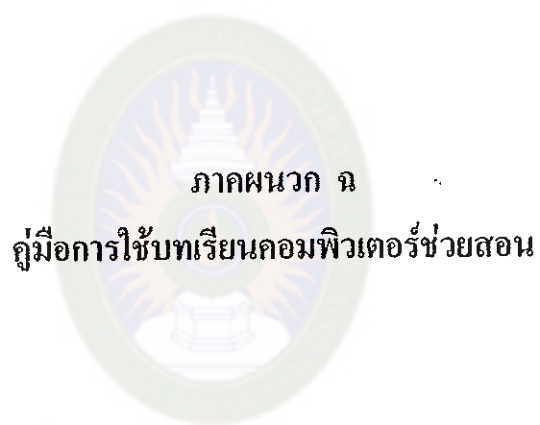 ภาคผนวก ฉ
คู่มือการใช้บทเรียนคอมพิวเตอร์ช่วยสอน